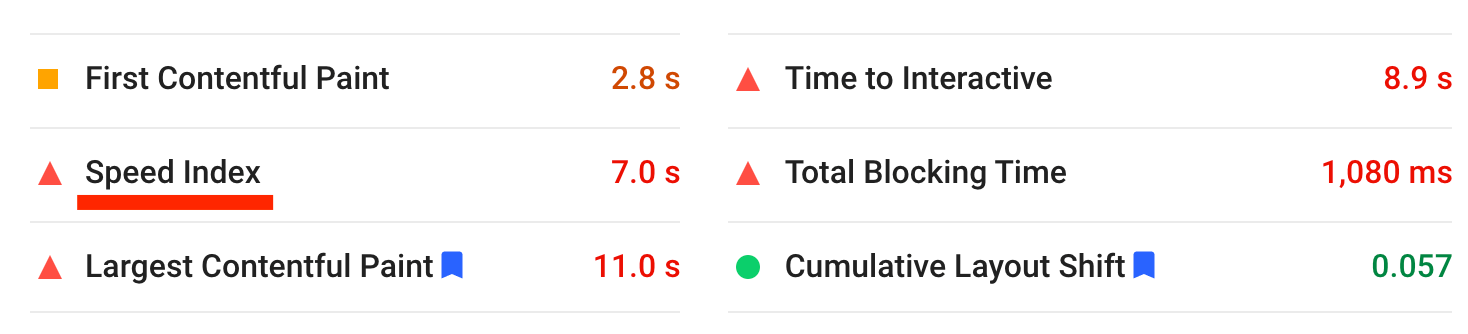 First Contentful Paint 2.8 s
Time to Interactive 8.9 s
Speed Index 7.0 s
Total Blocking Time 1,080 ms
Largest Contentful Paint 11.0 s
Cumulative Layout Shift 0.057